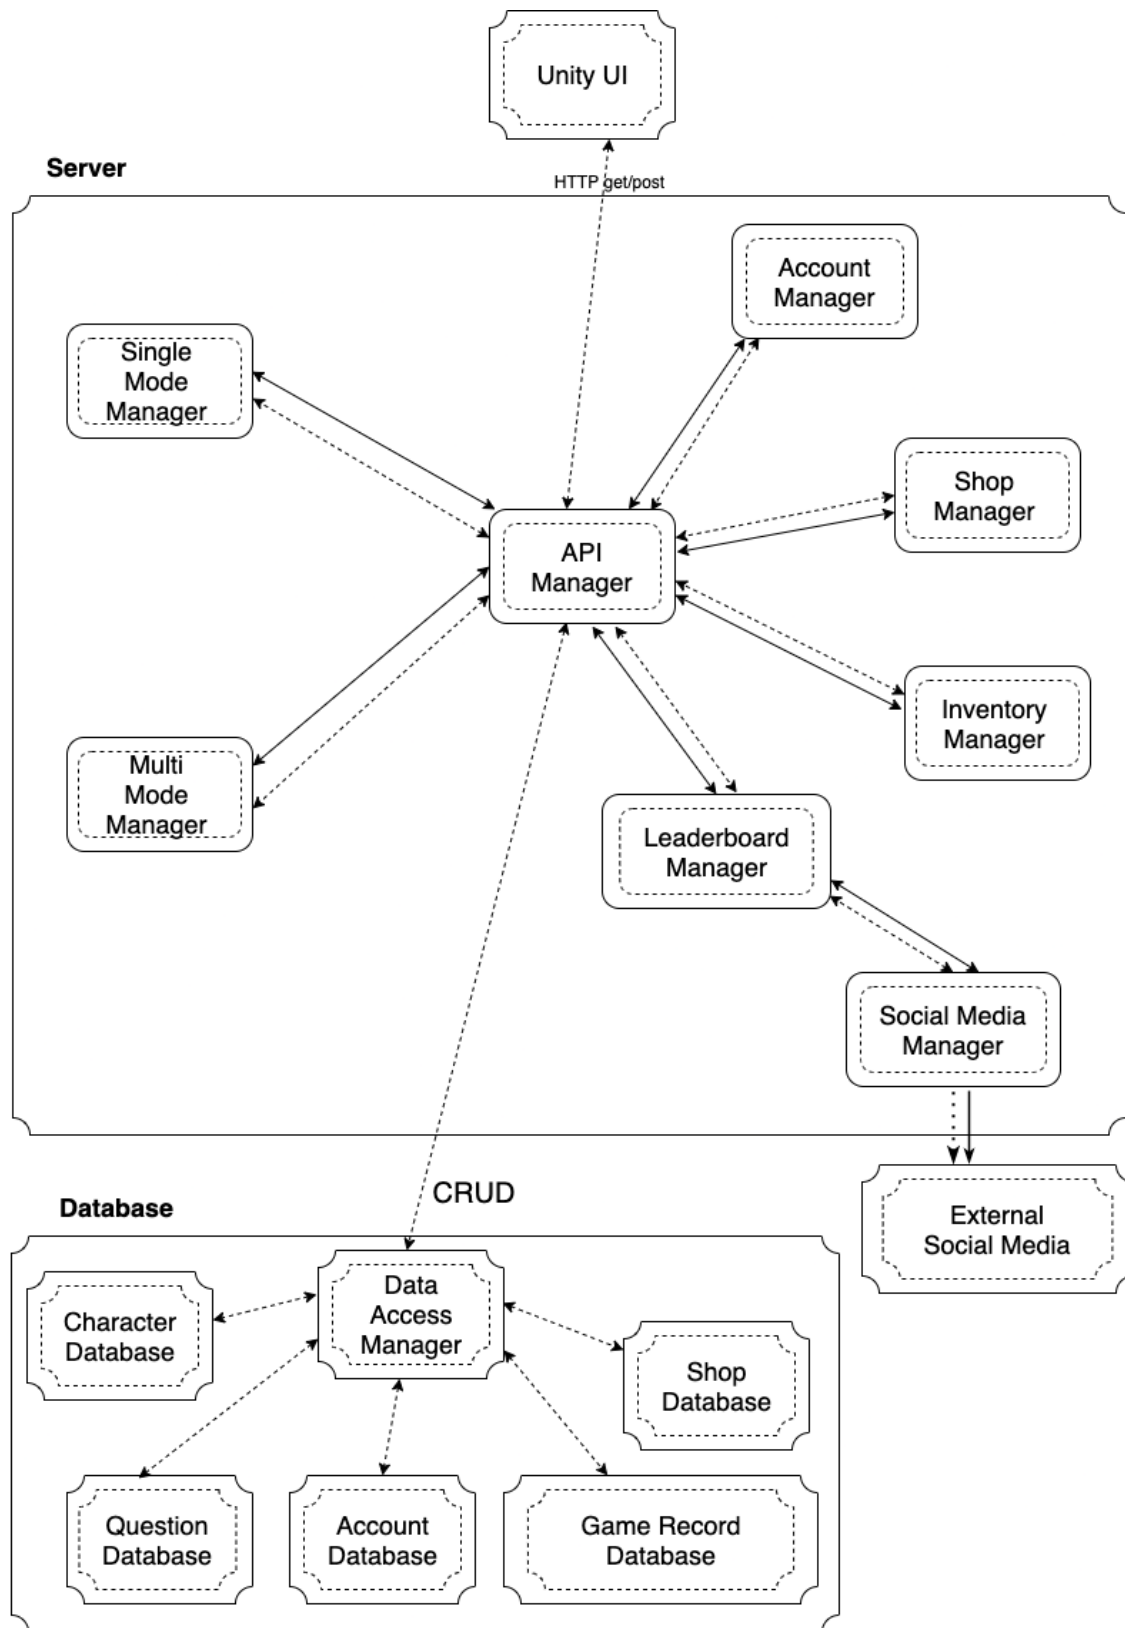 Unity UI
Server
HTTP get/post
Account
Manager
Single
Mode
Manager
Shop
Manager
API
Manager
Inventory
Manager
Multi
Mode
Manager
Leaderboard
Manager
Social Media
Manager
CRUD
Database
External
Social Media
Data
Access
Manager
Character
Database
Shop
Database
Question
Database
Account
Database
Game Record
Database